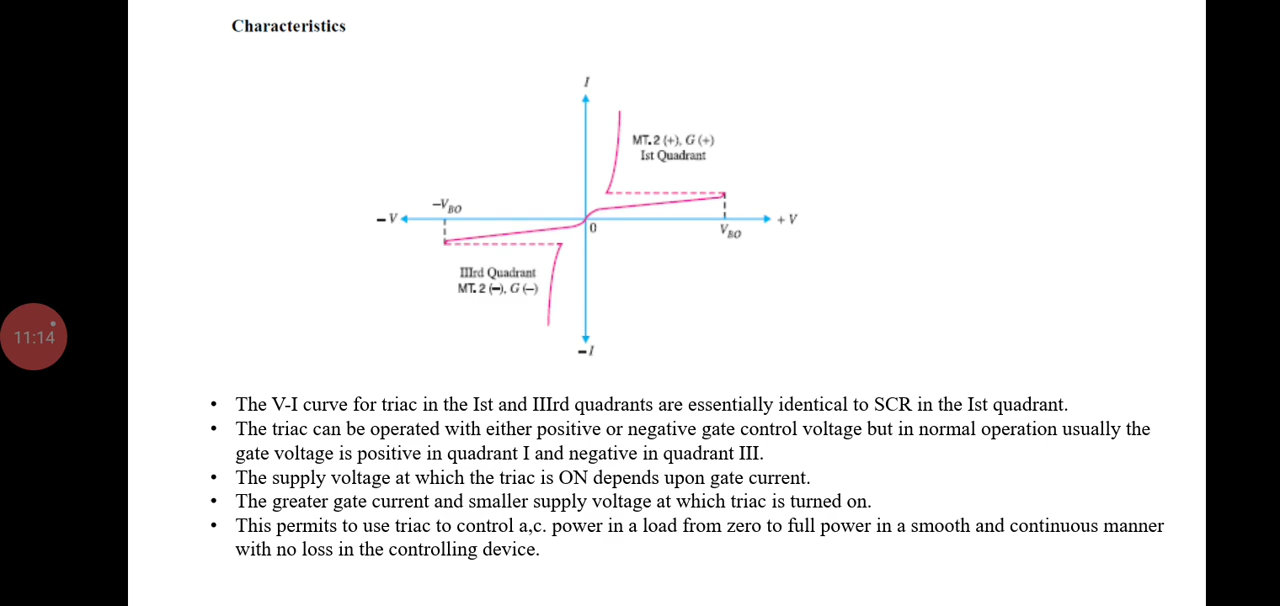 Characteristics
I
MT.2 (+), G (+)
Ist Quadrant
–V BO
– V
+ V
0
V BO
IIIrd Quadrant
MT. 2 (–), G (–)
–I
11:14
• The V-I curve for triac in the Ist and IIIrd quadrants are essentially identical to SCR in the Ist quadrant.
• The triac can be operated with either positive or negative gate control voltage but in normal operation usually the
gate voltage is positive in quadrant I and negative in quadrant III.
• The supply voltage at which the triac is ON depends upon gate current.
• The greater gate current and smaller supply voltage at which triac is turned on.
• This permits to use triac to control a,c. power in a load from zero to full power in a smooth and continuous manner
with no loss in the controlling device.